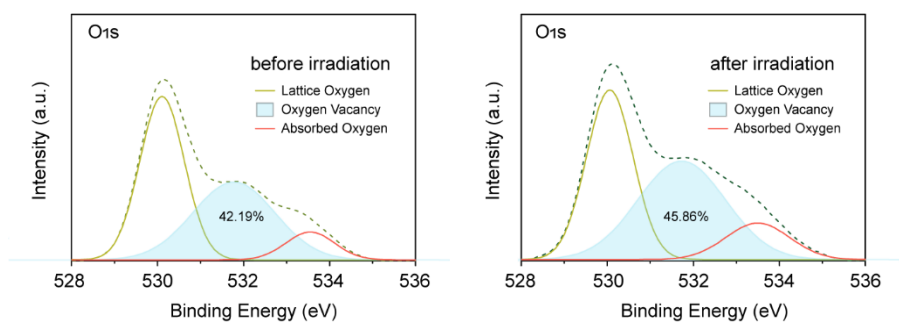 O1s
before irradiation
Lattice Oxygen
Oxygen Vacancy
Absorbed Oxygen
42.19%
Intensity (a.u.)
528 530 532 534 536
Binding Energy (eV)
O1s
after irradiation
Lattice Oxygen
Oxygen Vacancy
Absorbed Oxygen
45.86%
Intensity (a.u.)
528 530 532 534 536
Binding Energy (eV)